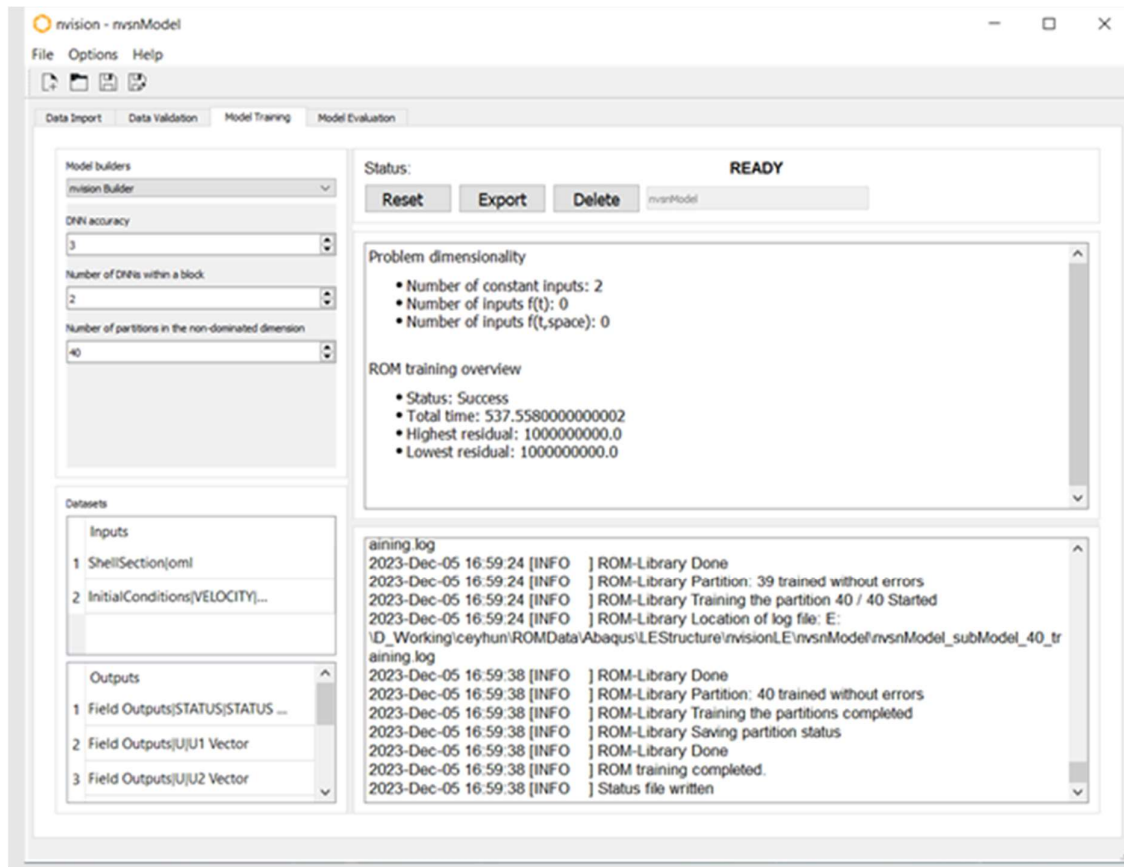 nvision - nvsnModel
File Options Help
Data Import Data Validation Model Training Model Evaluation
Model builders
nvision Builder
DNN accuracy
3
Number of DNNs within a block
2
Number of partitions in the non-dominated dimension
40
Datasets
Inputs
1 ShellSection|oml
2 InitialConditions|VELOCITY|...
Outputs
1 Field Outputs|STATUS|STATUS ...
2 Field Outputs|U|U1 Vector
3 Field Outputs|U|U2 Vector
Status: READY
Reset Export Delete nvsnModel
Problem dimensionality
• Number of constant inputs: 2
• Number of inputs f(t): 0
• Number of inputs f(t,space): 0
ROM training overview
• Status: Success
• Total time: 537.5580000000002
• Highest residual: 1000000000.0
• Lowest residual: 1000000000.0
aining.log
2023-Dec-05 16:59:24 [INFO ] ROM-Library Done
2023-Dec-05 16:59:24 [INFO ] ROM-Library Partition: 39 trained without errors
2023-Dec-05 16:59:24 [INFO ] ROM-Library Training the partition 40 / 40 Started
2023-Dec-05 16:59:24 [INFO ] ROM-Library Location of log file: E:
\D_Working\ceyhun\ROMData\Abaqus\LEStructure\nvisionLE\nvsnModel\nvsnModel_subModel_40_tr
aining.log
2023-Dec-05 16:59:38 [INFO ] ROM-Library Done
2023-Dec-05 16:59:38 [INFO ] ROM-Library Partition: 40 trained without errors
2023-Dec-05 16:59:38 [INFO ] ROM-Library Training the partitions completed
2023-Dec-05 16:59:38 [INFO ] ROM-Library Saving partition status
2023-Dec-05 16:59:38 [INFO ] ROM-Library Done
2023-Dec-05 16:59:38 [INFO ] ROM training completed.
2023-Dec-05 16:59:38 [INFO ] Status file written